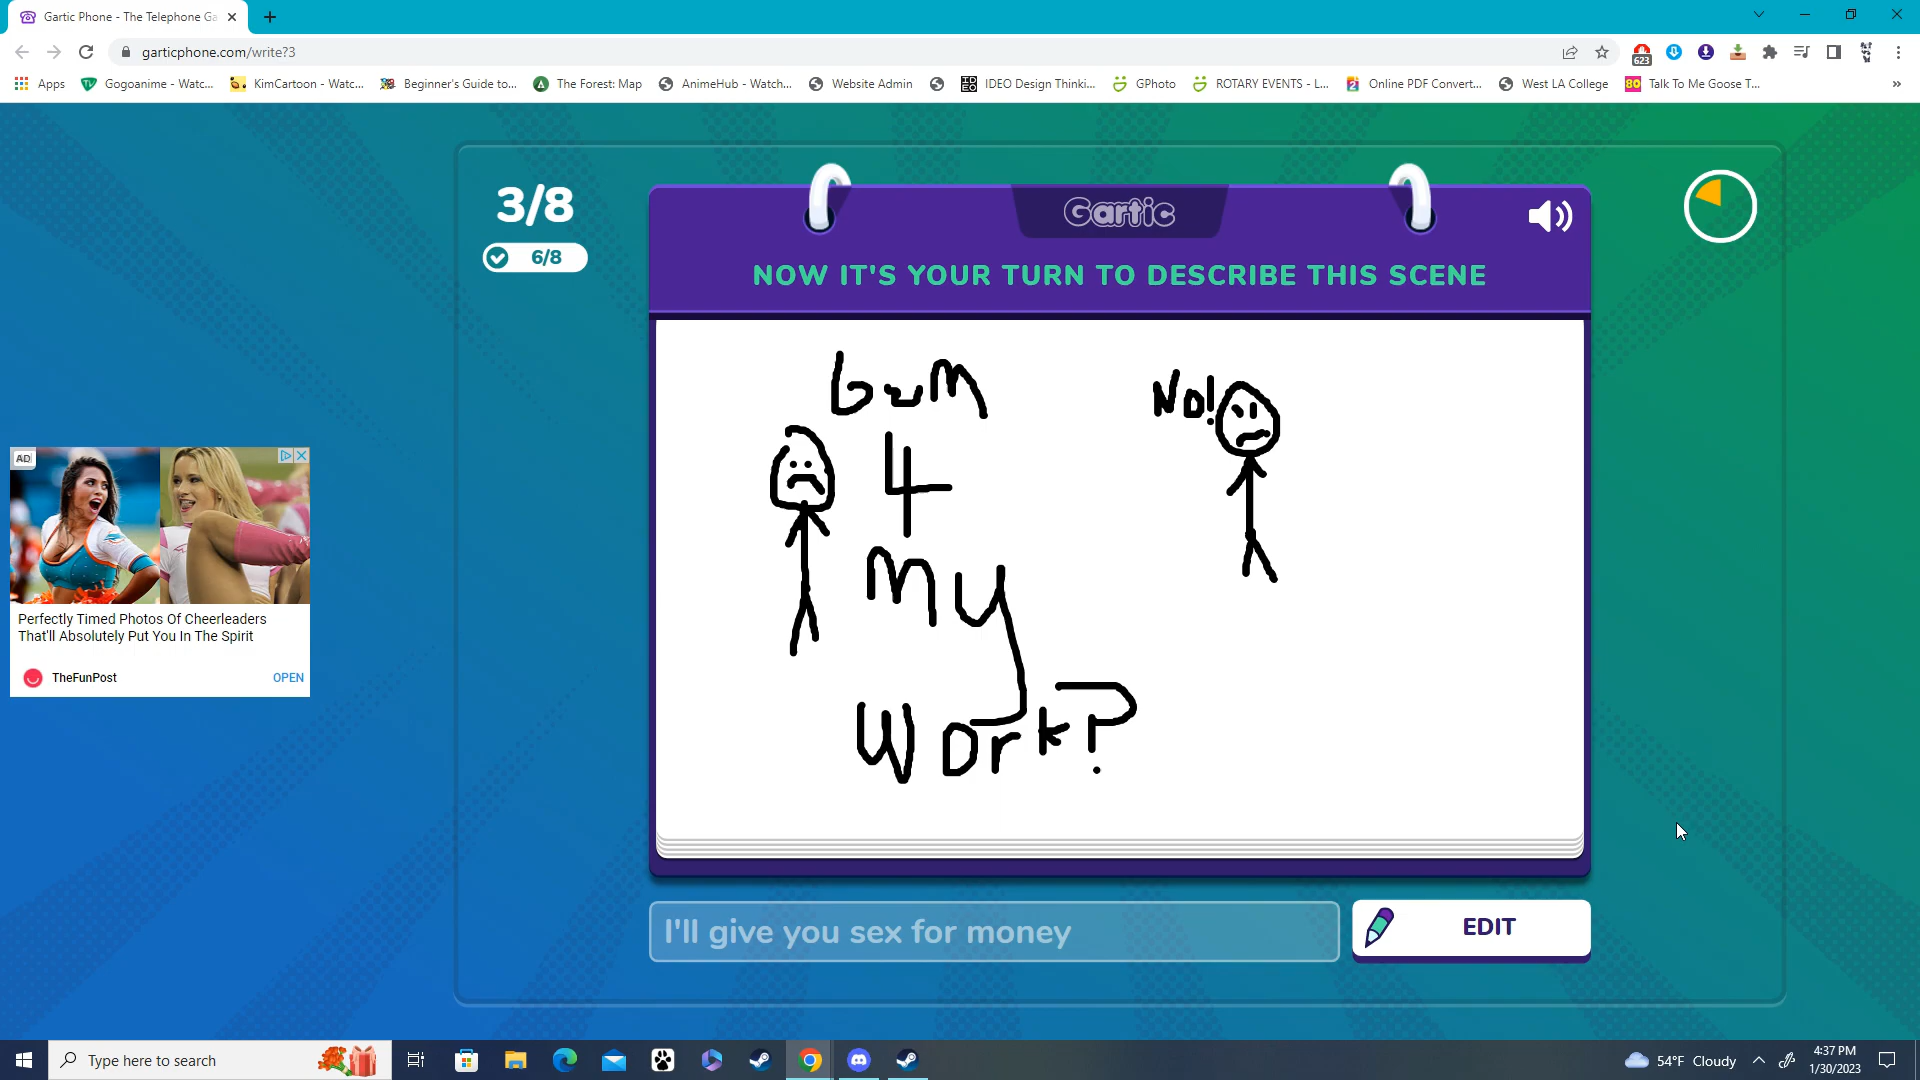 Gartic Phone - The Telephone Ga
garticphone.com/write?3
623
Apps
Gogoanime - Watc...
KimCartoon - Watc...
Beginner's Guide to...
The Forest: Map
AnimeHub - Watch...
Website Admin
IDEO Design Thinki...
GPhoto
ROTARY EVENTS - L...
Online PDF Convert...
West LA College
80 Talk To Me Goose T...
3/8
6/8
Gartic
NOW IT'S YOUR TURN TO DESCRIBE THIS SCENE
GuM
4
My
Work?
No!
AD
Perfectly Timed Photos Of Cheerleaders
That'll Absolutely Put You In The Spirit
TheFunPost
OPEN
I'll give you sex for money
EDIT
Type here to search
54°F Cloudy
4:37 PM
1/30/2023